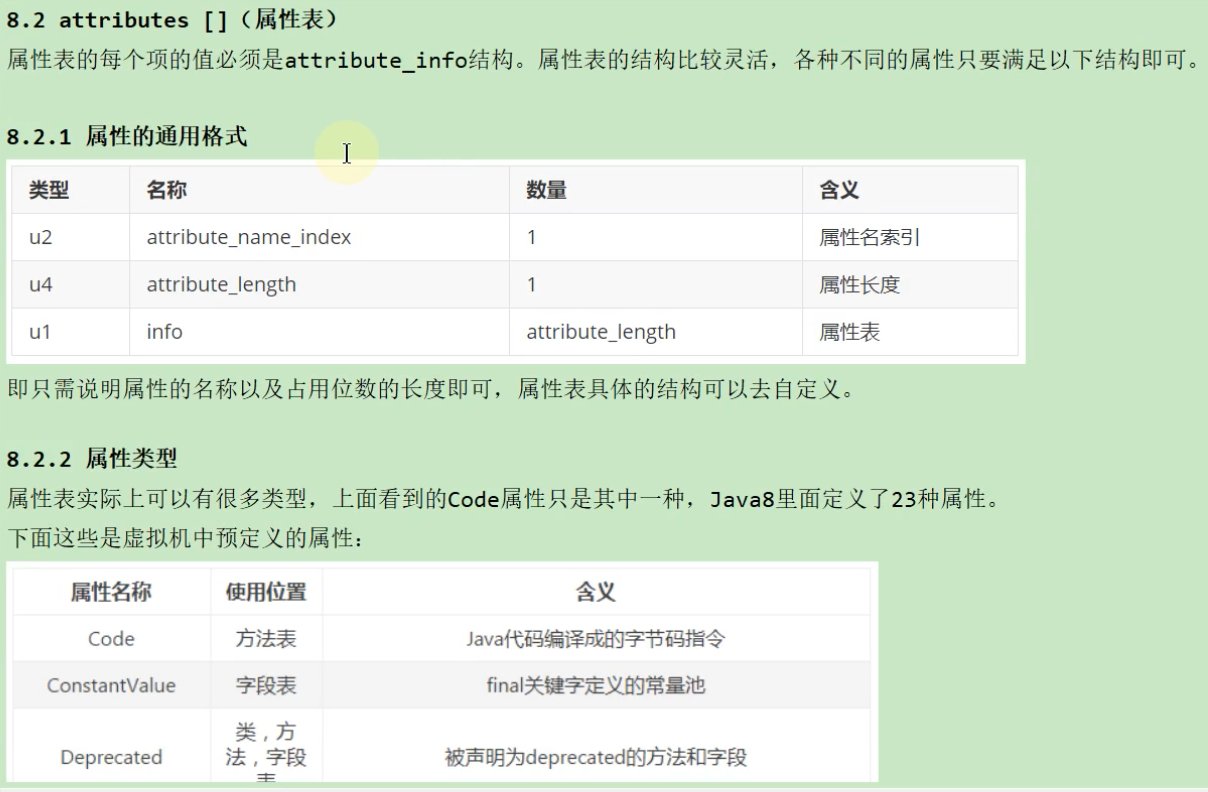 8.2 attributes []（属性表）
属性表的每个项的值必须是attribute_info结构。属性表的结构比较灵活，各种不同的属性只要满足以下结构即可。
8.2.1 属性的通用格式
类型 名称 数量 含义
u2 attribute_name_index 1 属性名索引
u4 attribute_length 1 属性长度
u1 info attribute_length 属性表
即只需说明属性的名称以及占用位数的长度即可，属性表具体的结构可以去自定义。
8.2.2 属性类型
属性表实际上可以有很多类型，上面看到的Code属性只是其中一种，Java8里面定义了23种属性。
下面这些是虚拟机中预定义的属性：
属性名称 使用位置 含义
Code 方法表 Java代码编译成的字节码指令
ConstantValue 字段表 final关键字定义的常量池
Deprecated 类，方法，字段表 被声明为deprecated的方法和字段